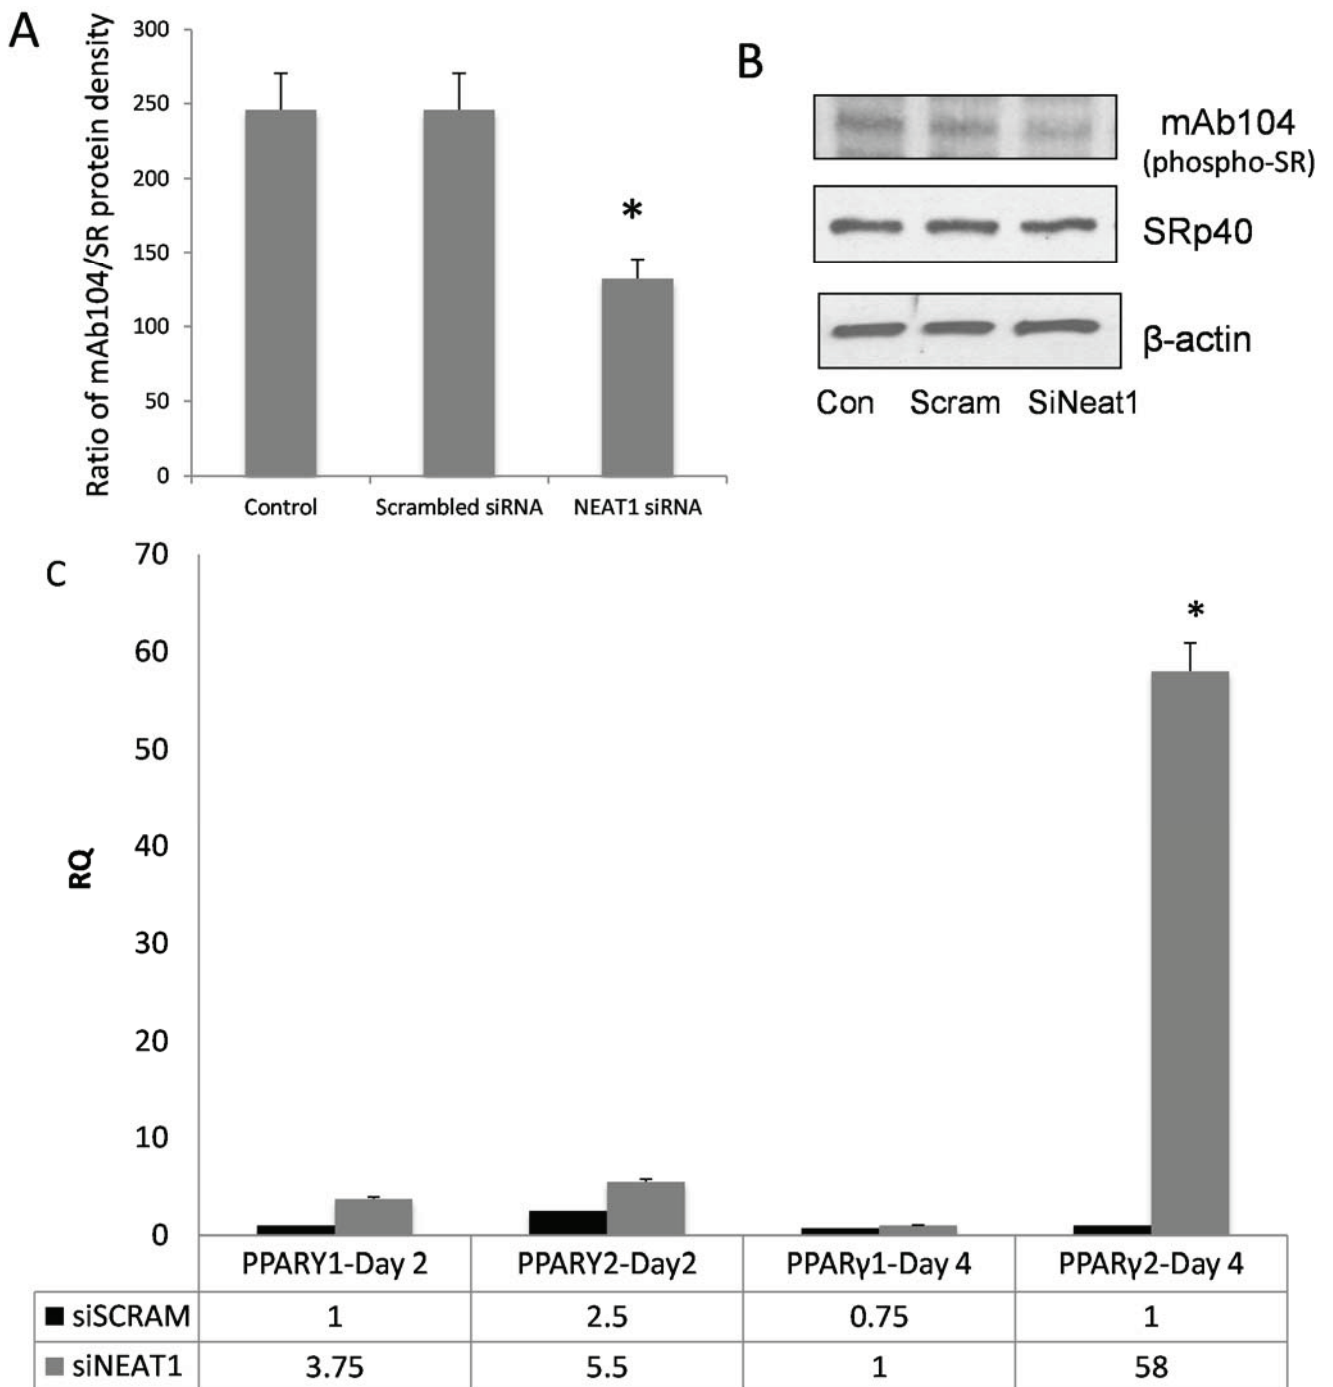 A
Ratio of mAb104/SR protein density
300
250
200
150
100
50
0
*
Control
Scrambled siRNA
NEAT1 siRNA
B
mAb104
(phospho-SR)
SRp40
β-actin
Con Scram SiNeat1
C
RQ
70
60
50
40
30
20
10
0
*
PPARY1-Day 2 PPARY2-Day2 PPARγ1-Day 4 PPARγ2-Day 4
siSCRAM 1 2.5 0.75 1
siNEAT1 3.75 5.5 1 58